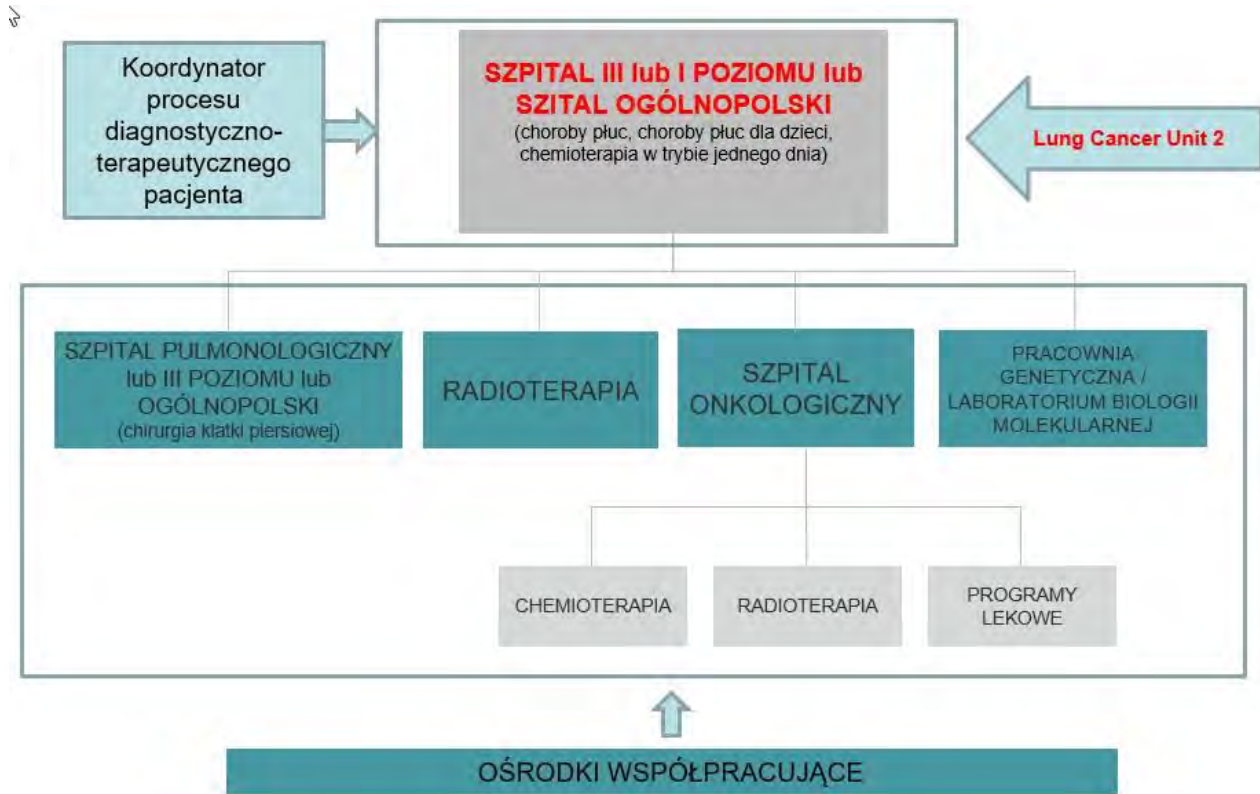 Koordynator
procesu
diagnostyczno-
terapeutycznego
pacjenta
SZPITAL III lub I POZIOMU lub
SZITAL OGÓLNOPOLSKI
(choroby płuc, choroby płuc dla dzieci,
chemioterapia w trybie jednego dnia)
Lung Cancer Unit 2
SZPITAL PULMONOLOGICZNY
lub III POZIOMU lub
OGÓLNOPOLSKI
(chirurgia klatki piersiowej)
RADIOTERAPIA
SZPITAL
ONKOLOGICZNY
PRACOWNIA
GENETYCZNA /
LABORATORIUM BIOLOGII
MOLEKULARNEJ
CHEMIOTERAPIA
RADIOTERAPIA
PROGRAMY
LEKOWE
OŚRODKI WSPÓŁPRACUJĄCE